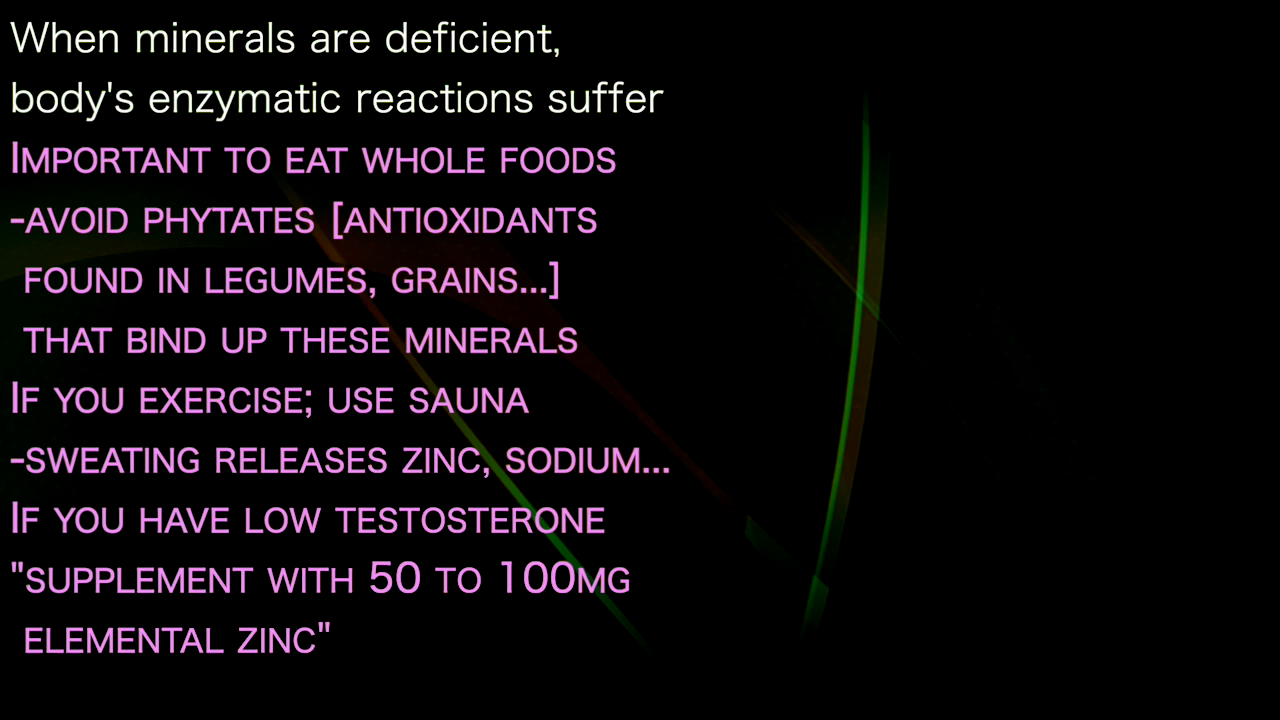 When minerals are deficient,
body's enzymatic reactions suffer
IMPORTANT TO EAT WHOLE FOODS
-AVOID PHYTATES [ANTIOXIDANTS
FOUND IN LEGUMES, GRAINS...]
THAT BIND UP THESE MINERALS
IF YOU EXERCISE; USE SAUNA
-SWEATING RELEASES ZINC, SODIUM...
IF YOU HAVE LOW TESTOSTERONE
"SUPPLEMENT WITH 50 TO 100MG
ELEMENTAL ZINC"